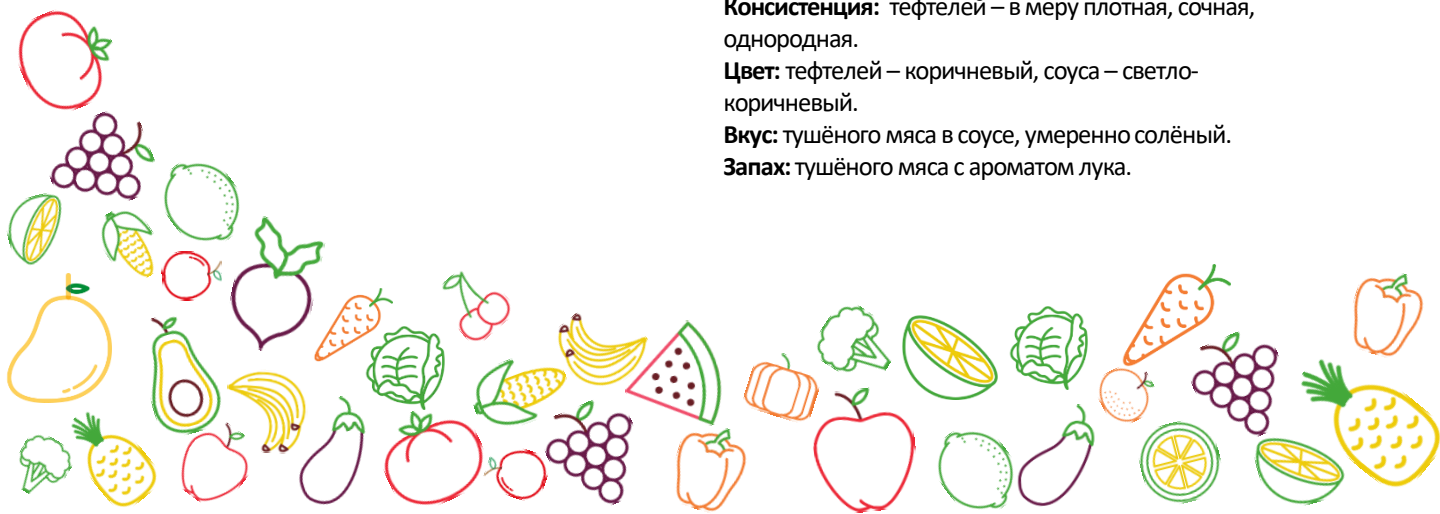 Консистенция: тефтелей – в меру плотная, сочная,
однородная.
Цвет: тефтелей – коричневый, соуса – светло-
коричневый.
Вкус: тушёного мяса в соусе, умеренно солёный.
Запах: тушёного мяса с ароматом лука.